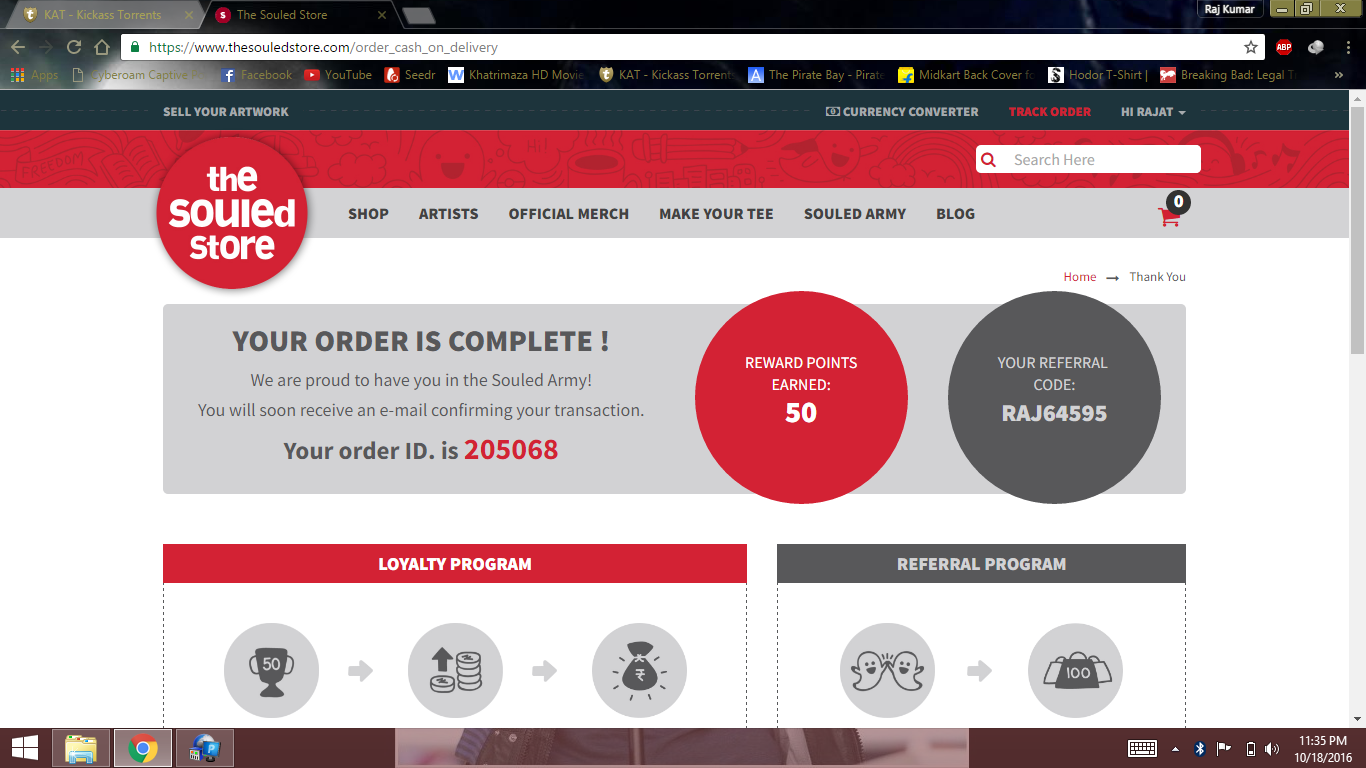 KAT - Kickass Torrents
The Souled Store
Raj Kumar
https://www.thesouledstore.com/order_cash_on_delivery
ABP
Apps
Cyberoam Captive
Facebook
YouTube
Seedr
Khatrimaza HD Movie
KAT - Kickass Torrent
The Pirate Bay - Pirate
Midkart Back Cover fo
Hodor T-Shirt |
Breaking Bad: Legal T
SELL YOUR ARTWORK
CURRENCY CONVERTER
TRACK ORDER
HI RAJAT
FREEDOM
Hi!
Search Here
the
souled
store
SHOP
ARTISTS
OFFICIAL MERCH
MAKE YOUR TEE
SOULED ARMY
BLOG
0
Home
Thank You
YOUR ORDER IS COMPLETE !
We are proud to have you in the Souled Army!
You will soon receive an e-mail confirming your transaction.
Your order ID. is 205068
REWARD POINTS
EARNED:
50
YOUR REFERRAL
CODE:
RAJ64595
LOYALTY PROGRAM
REFERRAL PROGRAM
50
₹
100
11:35 PM
10/18/2016